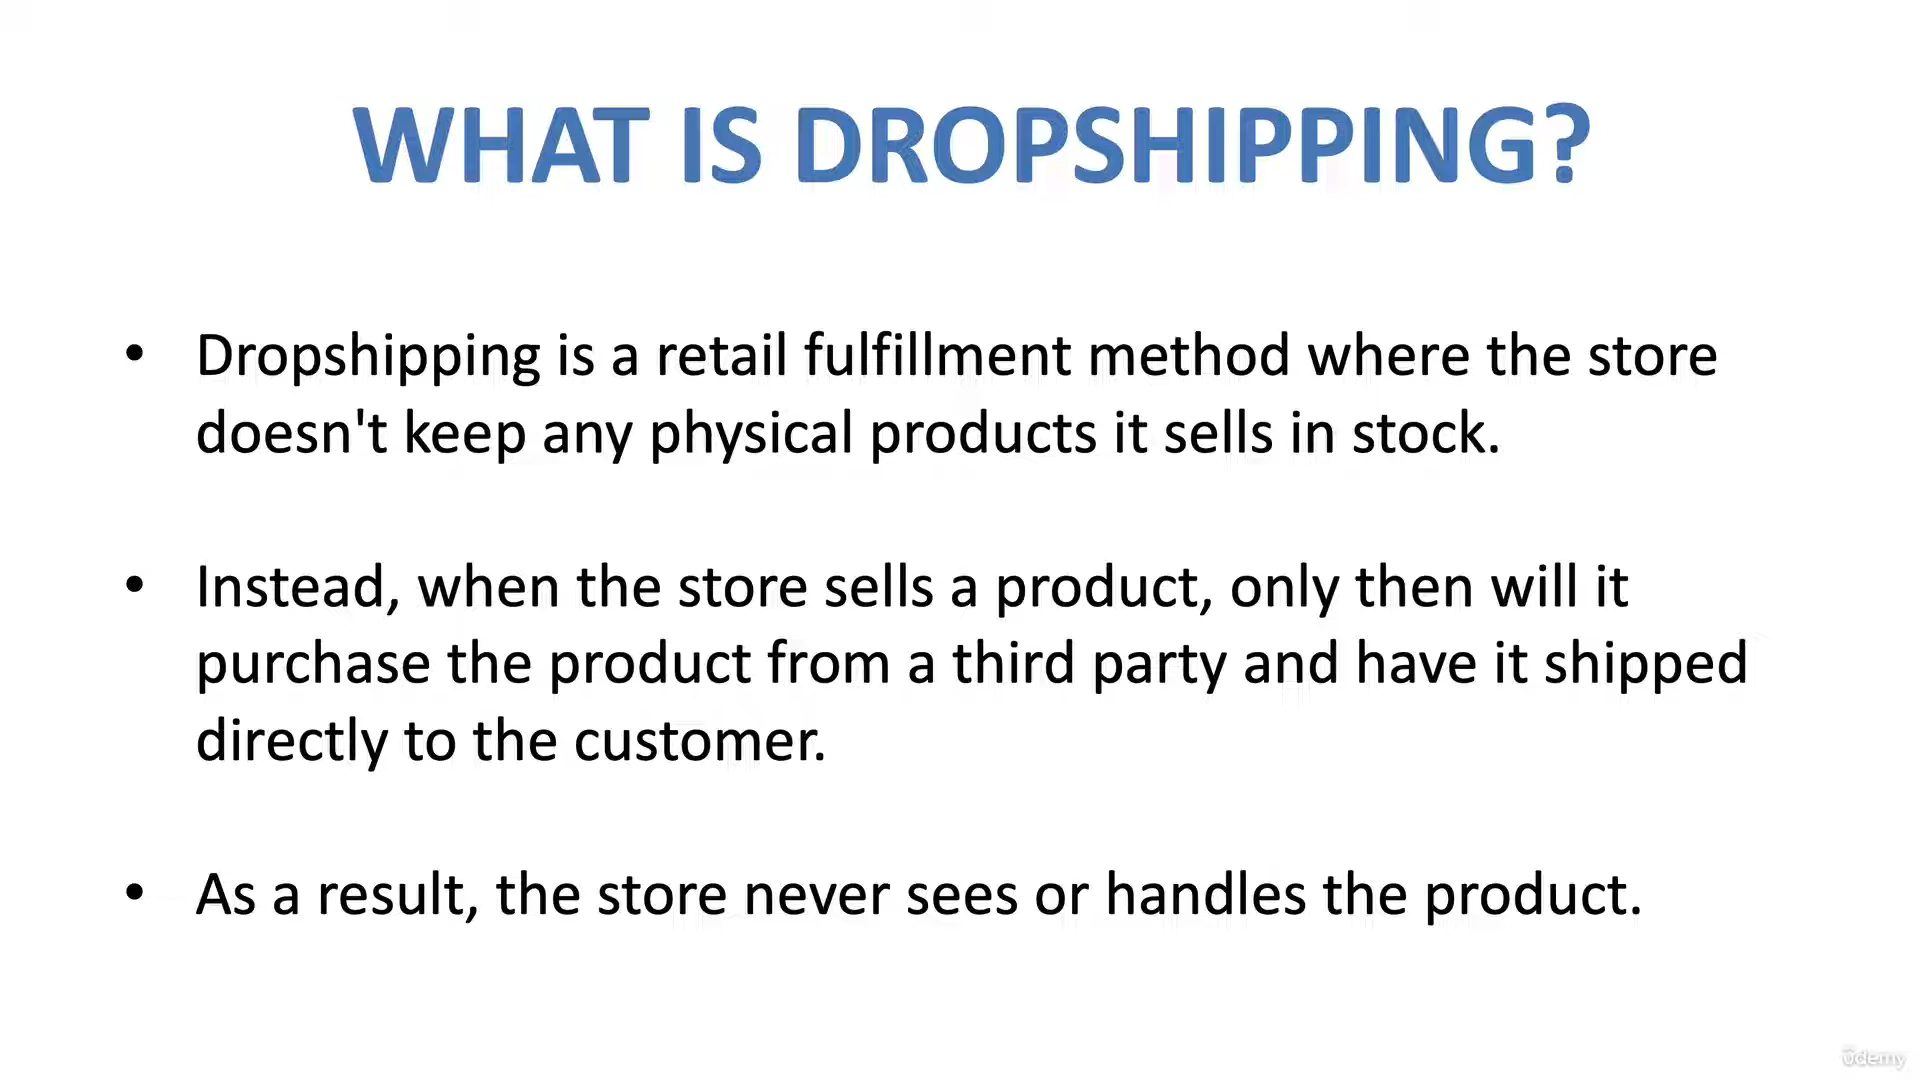 WHAT IS DROPSHIPPING?
• Dropshipping is a retail fulfillment method where the store
doesn't keep any physical products it sells in stock.
• Instead, when the store sells a product, only then will it
purchase the product from a third party and have it shipped
directly to the customer.
• As a result, the store never sees or handles the product.
ûdemy